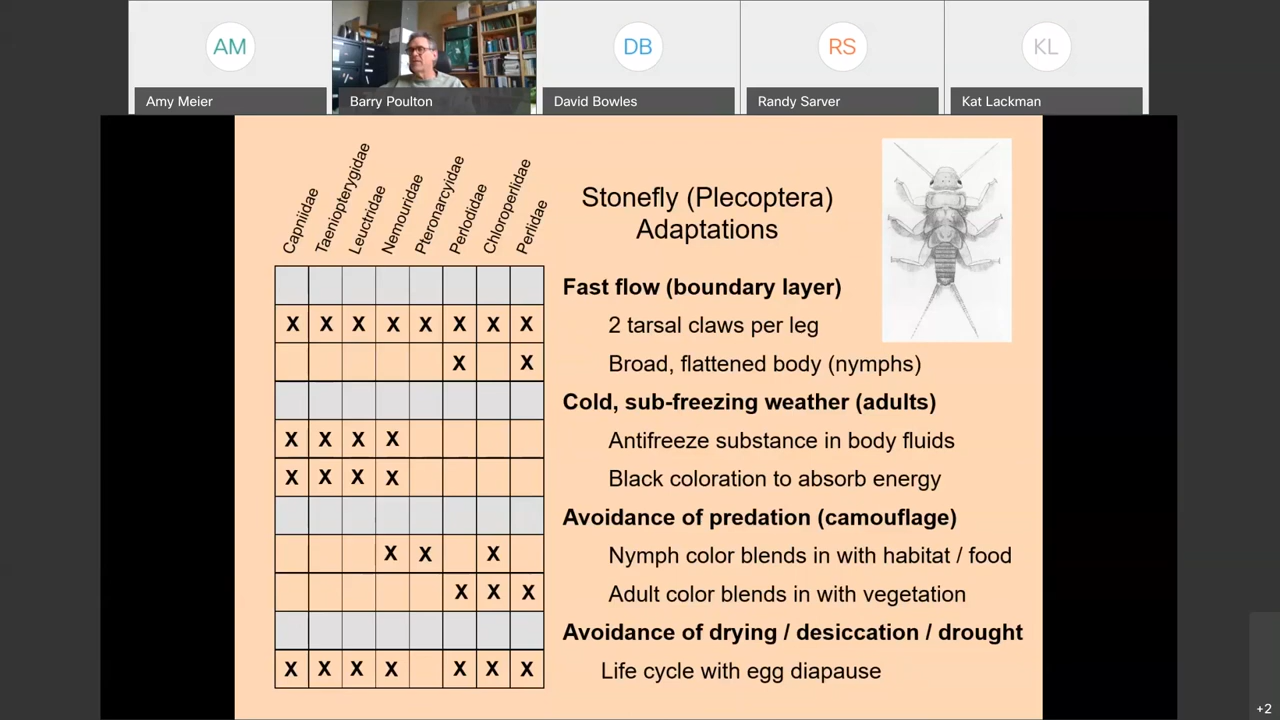 AM
DB
RS
KL
Amy Meier
Barry Poulton
David Bowles
Randy Sarver
Kat Lackman
Capniidae
Taeniopterygidae
Leuctridae
Nemouridae
Pteronarcyidae
Perlodidae
Chloroperlidae
Perlidae
Stonefly (Plecoptera)
Adaptations
Fast flow (boundary layer)
X X X X X X X X 2 tarsal claws per leg
X X Broad, flattened body (nymphs)
Cold, sub-freezing weather (adults)
X X X X Antifreeze substance in body fluids
X X X X Black coloration to absorb energy
Avoidance of predation (camouflage)
X X X Nymph color blends in with habitat / food
X X X Adult color blends in with vegetation
Avoidance of drying / desiccation / drought
X X X X X X X Life cycle with egg diapause
+2